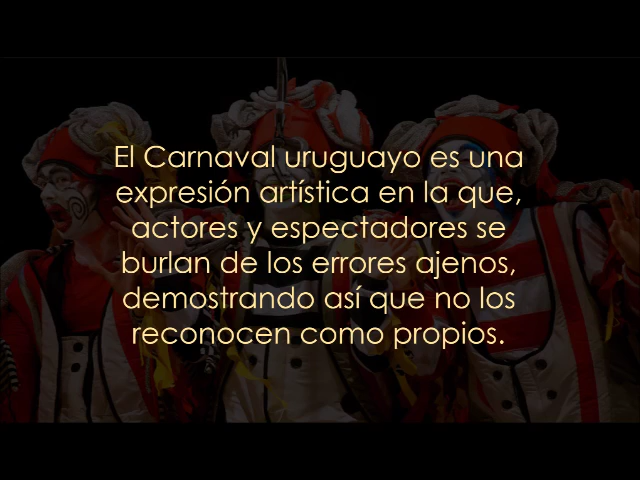 El Carnaval uruguayo es una
expresión artística en la que,
actores y espectadores se
burlan de los errores ajenos,
demostrando así que no los
reconocen como propios.